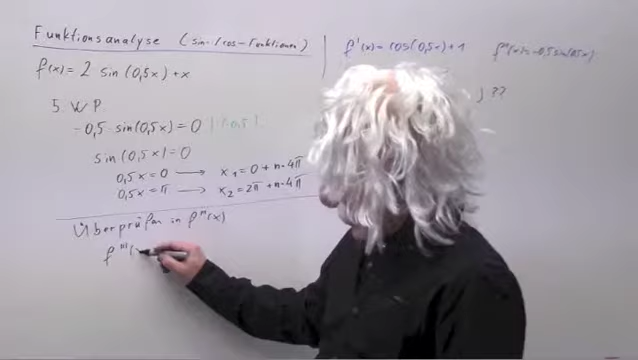 Funktionsanalyse (sin-/cos-Funktionen)
f(x) = 2 sin (0,5x) + x
f'(x) = cos(0,5x) + 1
f''(x) = -0,5 sin(0,5x)
) ??
5. WP.
-0,5 sin(0,5x) = 0 | : (-0,5)
sin(0,5x) = 0
0,5x = 0 → x₁ = 0 + n·4π
0,5x = π → x₂ = 2π + n·4π
Überprüfen in f'''(x)
f'''(